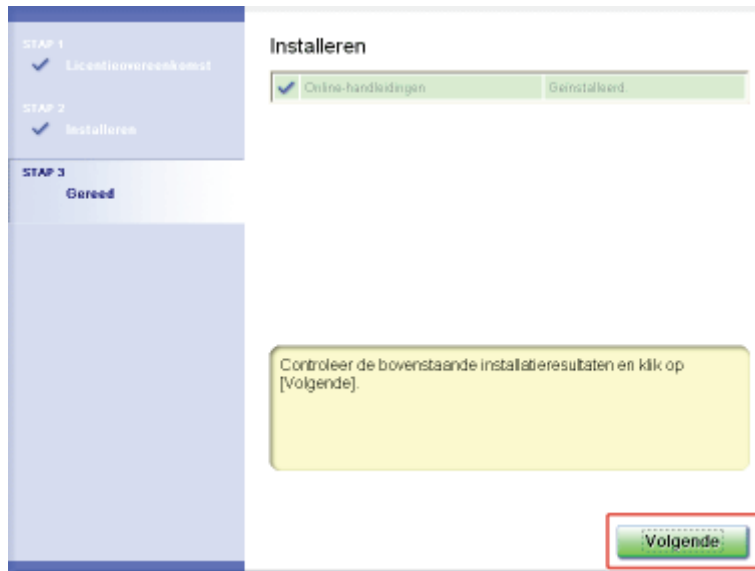 STAP 1
Licentieovereenkomst
STAP 2
Installeren
STAP 3
Gereed
Installeren
Online-handleidingen Geïnstalleerd.
Controleer de bovenstaande installatieresultaten en klik op
[Volgende].
Volgende